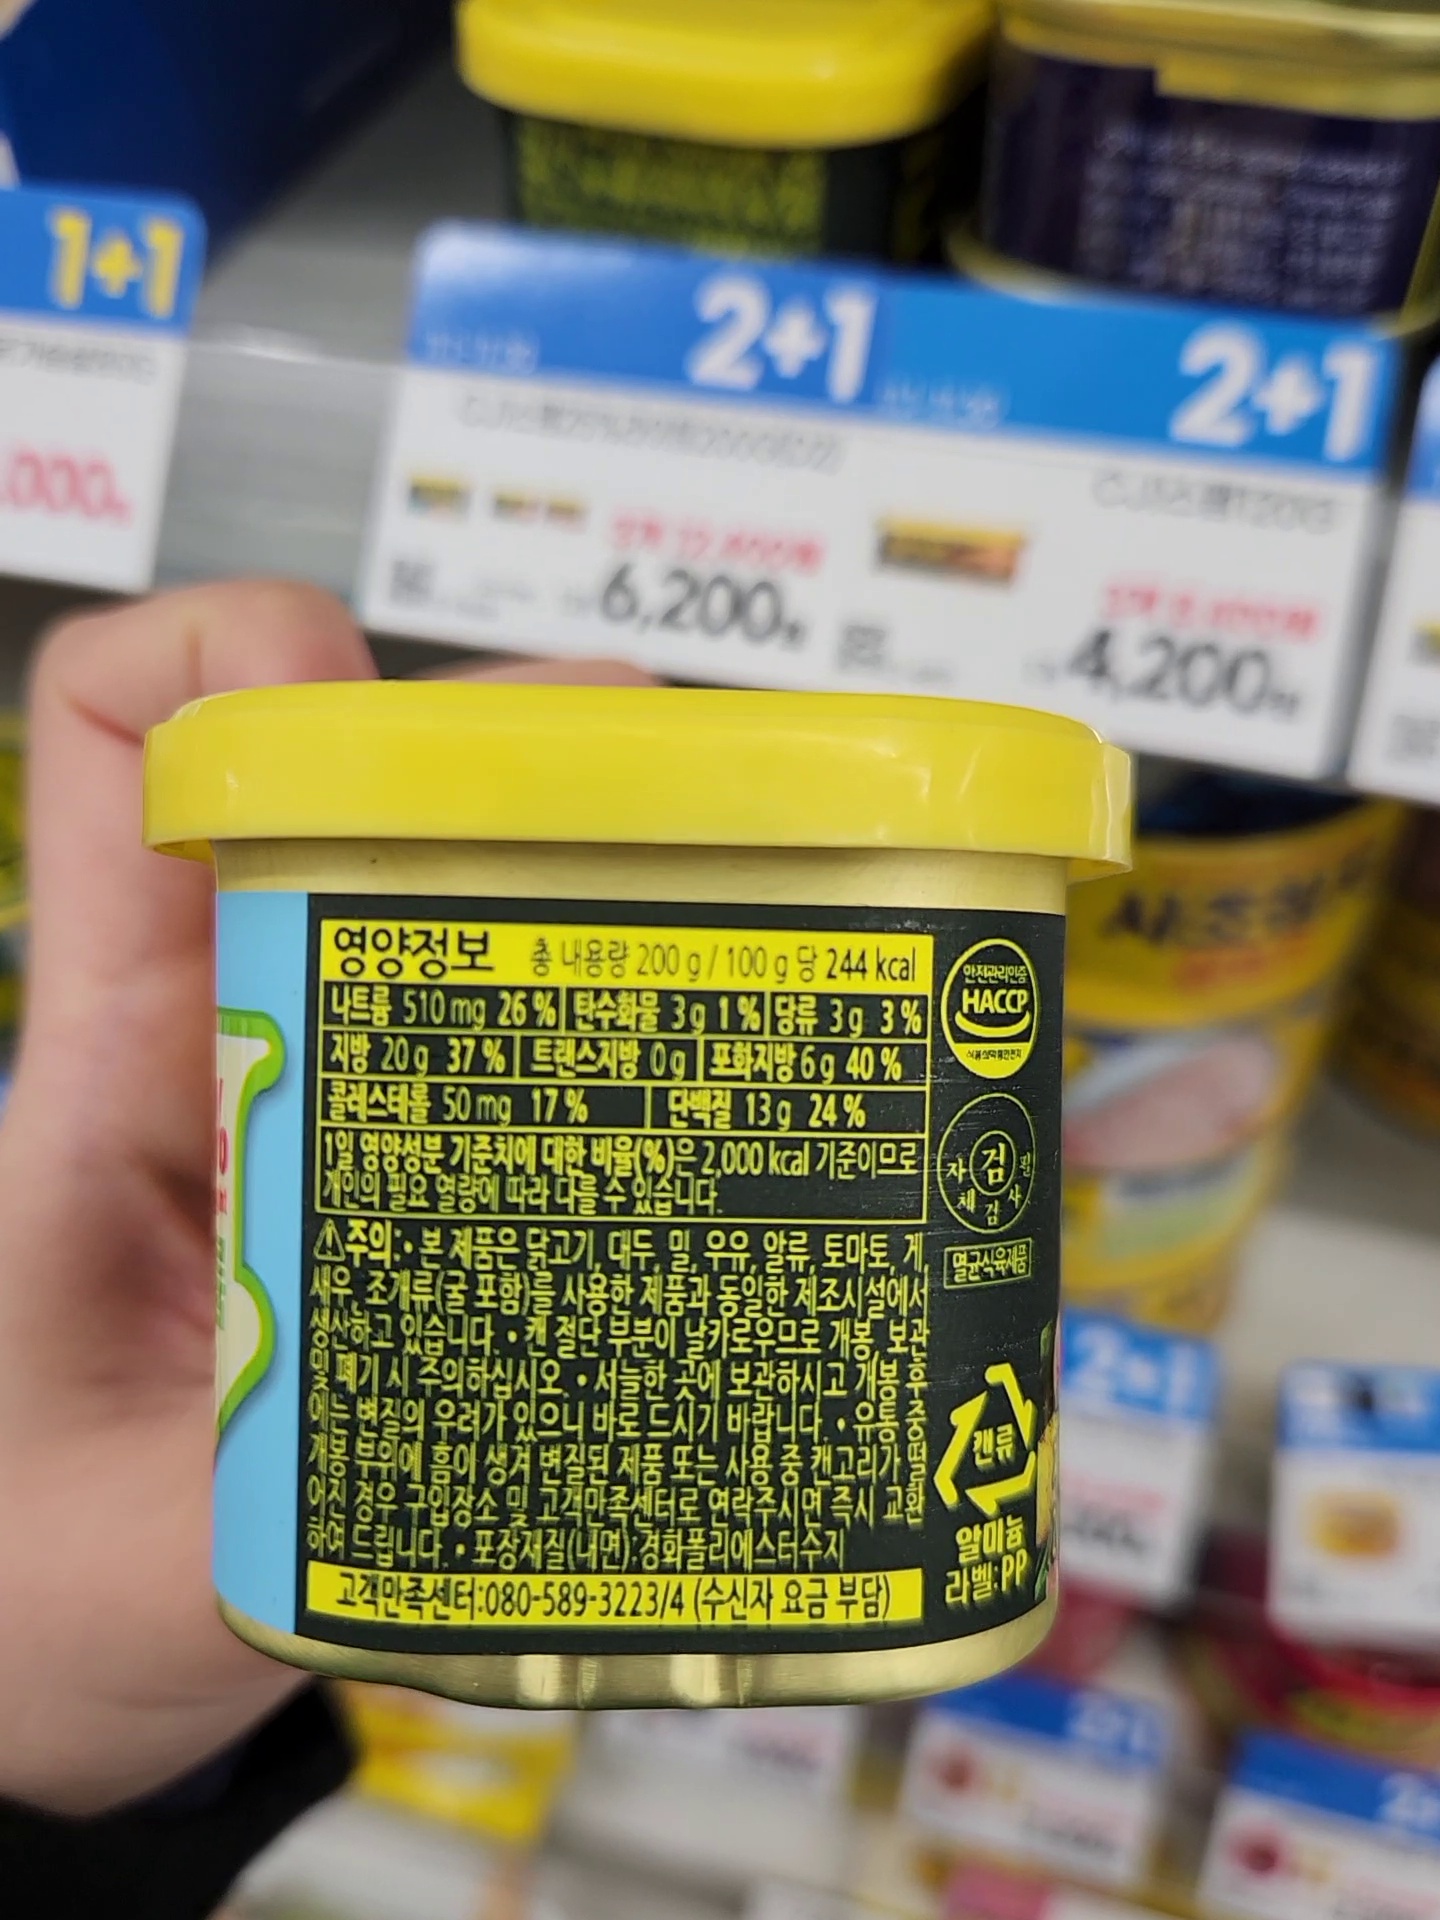 1+1
2+1
2+1
6,200원
4,200원
영양정보 총 내용량 200 g / 100 g 당 244 kcal
나트륨 510 mg 26 % 탄수화물 3 g 1 % 당류 3 g 3 %
지방 20 g 37 % 트랜스지방 0 g 포화지방 6 g 40 %
콜레스테롤 50 mg 17 % 단백질 13 g 24 %
1일 영양성분 기준치에 대한 비율(%)은 2,000 kcal 기준이므로
개인의 필요 열량에 따라 다를 수 있습니다.
⚠주의:• 본 제품은 닭고기, 대두, 밀, 우유, 알류, 토마토, 게,
새우, 조개류(굴 포함)를 사용한 제품과 동일한 제조시설에서
생산하고 있습니다. • 캔 절단 부분이 날카로우므로 개봉, 보관
및 폐기 시 주의하십시오. • 서늘한 곳에 보관하시고 개봉 후
에는 변질의 우려가 있으니 바로 드시기 바랍니다. • 유통 중
개봉 부위에 흠이 생겨 변질된 제품 또는 사용 중 캔고리가 떨
어진 경우 구입장소 및 고객만족센터로 연락주시면 즉시 교환
하여 드립니다. • 포장재질(내면):경화폴리에스터수지
고객만족센터:080-589-3223/4 (수신자 요금 부담)
안전관리인증
HACCP
식품의약품안전처
검
자체검사필
멸균식육제품
캔류
알미늄
라벨:PP
2+1